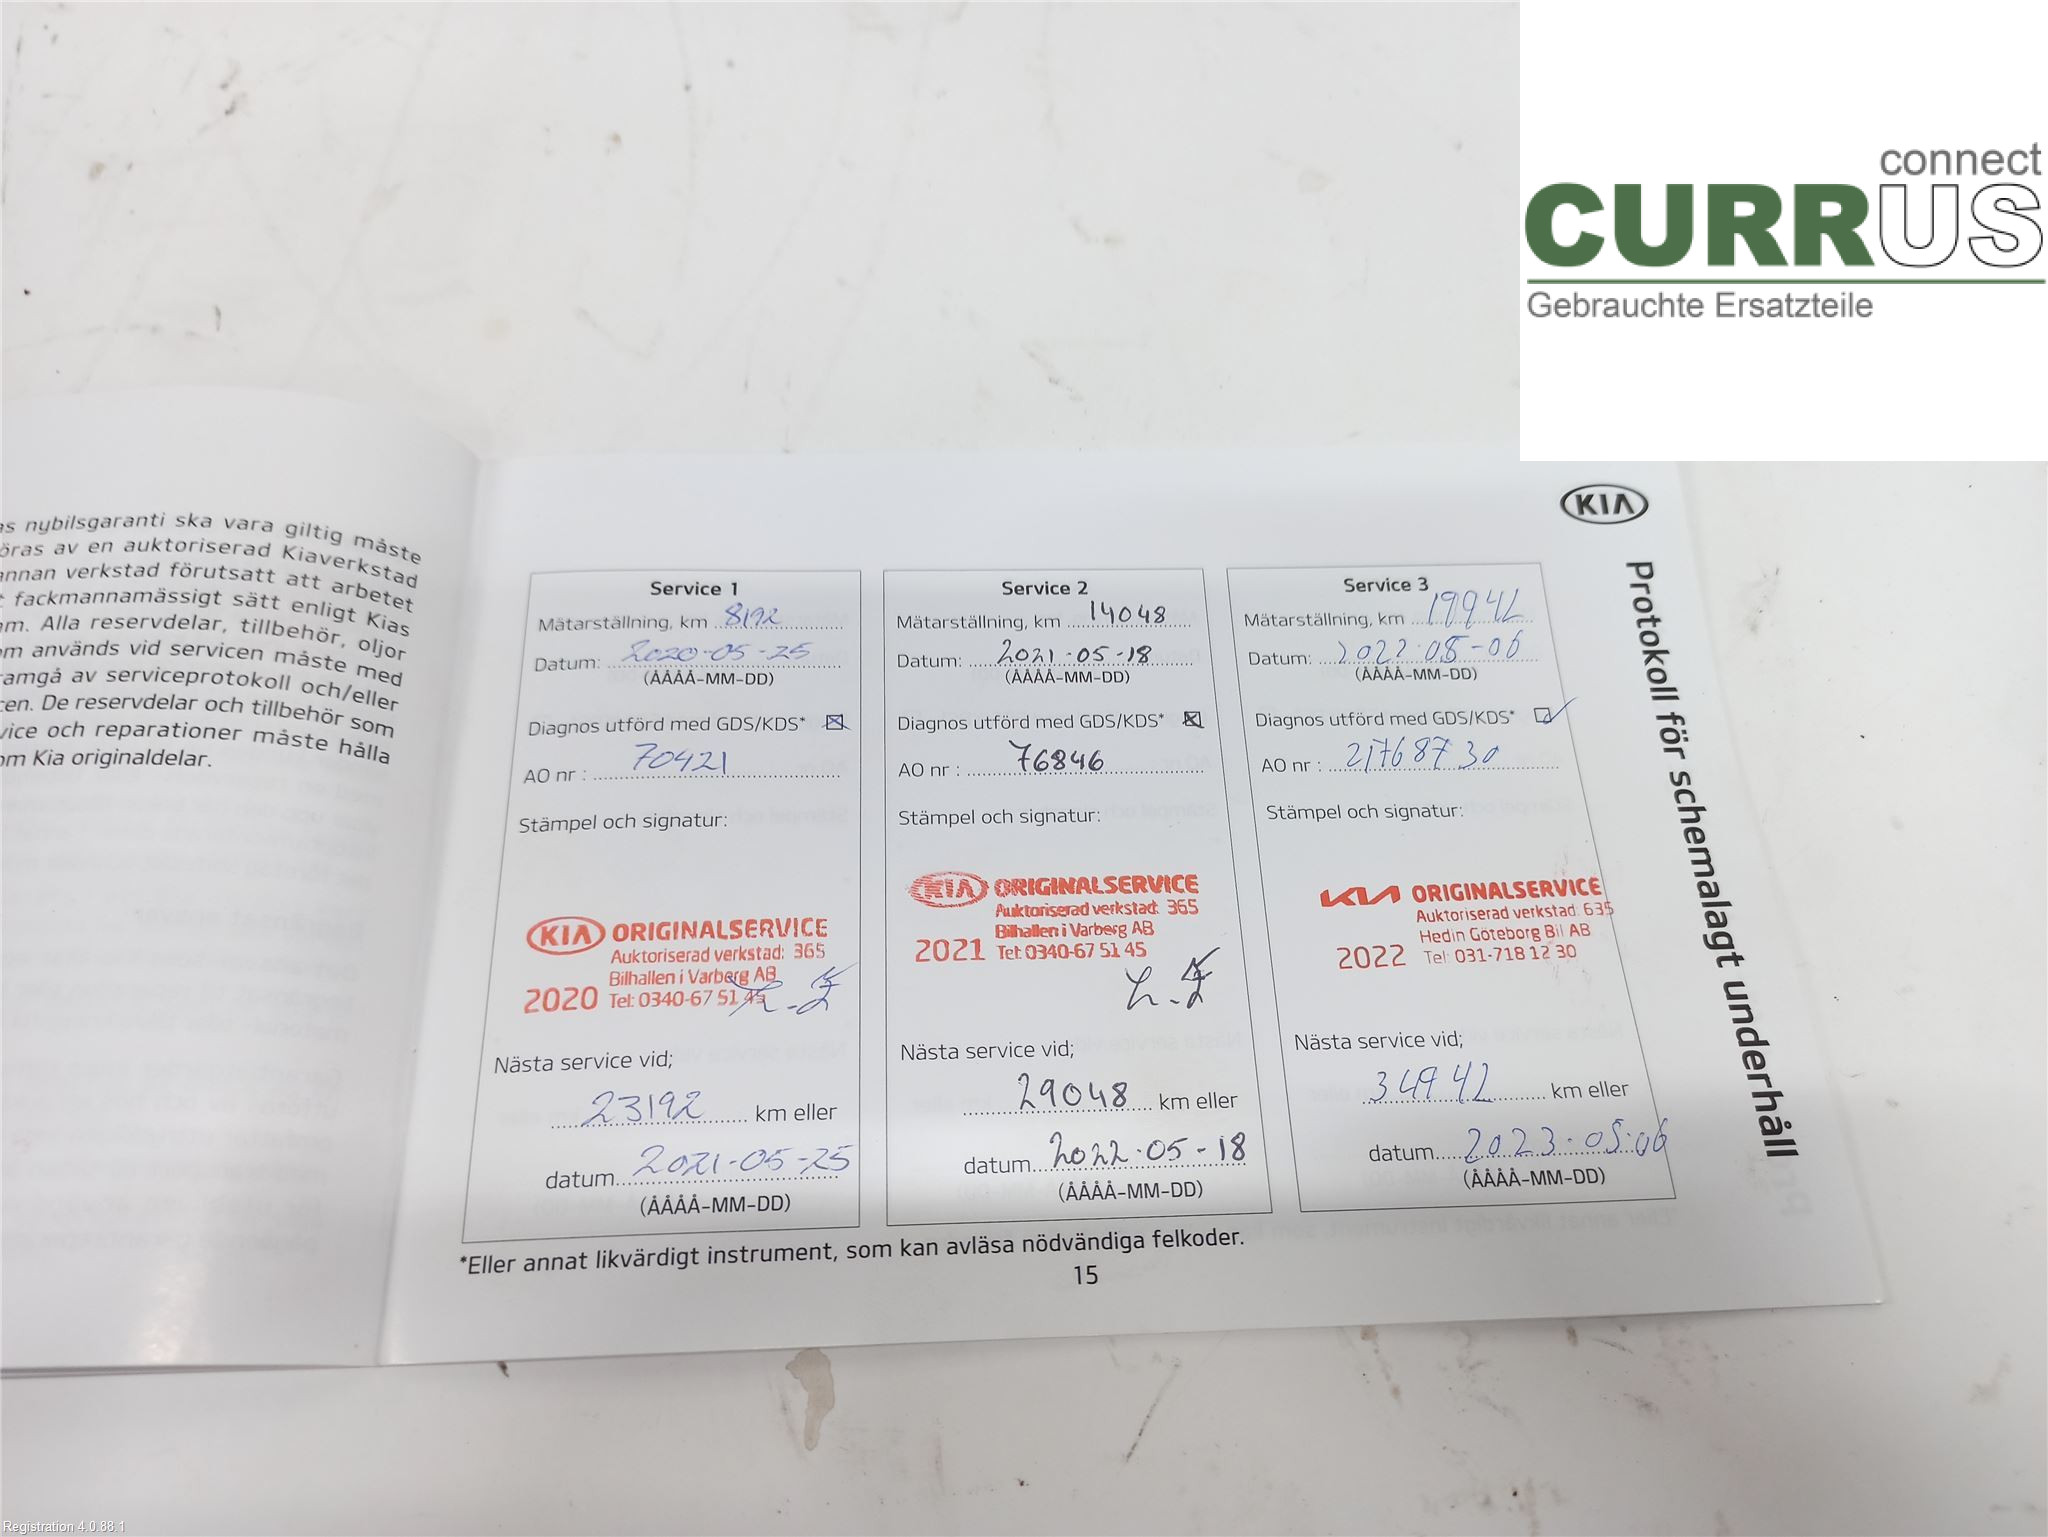 connect
CURRUS
Gebrauchte Ersatzteile
KIA
Protokoll för schemalagt underhåll
as nybilsgaranti ska vara giltig måste
öras av en auktoriserad Kiaverkstad
annan verkstad förutsatt att arbetet
t fackmannamässigt sätt enligt Kias
am. Alla reservdelar, tillbehör, oljor
om används vid servicen måste med
ramgå av serviceprotokoll och/eller
cen. De reservdelar och tillbehör som
vice och reparationer måste hålla
om Kia originaldelar.
Service 1
Mätarställning, km 8192
Datum: 2020-05-25
(ÅÅÅÅ-MM-DD)
Diagnos utförd med GDS/KDS* ☒
AO nr : 70421
Stämpel och signatur:
KIA ORIGINALSERVICE
Auktoriserad verkstad: 365
Bilhallen i Varberg AB
2020 Tel: 0340-67 51 45
Nästa service vid;
23192 km eller
datum 2021-05-25
(ÅÅÅÅ-MM-DD)
Service 2
Mätarställning, km 14048
Datum: 2021-05-18
(ÅÅÅÅ-MM-DD)
Diagnos utförd med GDS/KDS* ☒
AO nr : 76846
Stämpel och signatur:
KIA ORIGINALSERVICE
Auktoriserad verkstad: 365
Bilhallen i Varberg AB
2021 Tel: 0340-67 51 45
Nästa service vid;
29048 km eller
datum 2022-05-18
(ÅÅÅÅ-MM-DD)
Service 3
Mätarställning, km 19942
Datum: 2022-05-06
(ÅÅÅÅ-MM-DD)
Diagnos utförd med GDS/KDS* ☑
AO nr : 21768730
Stämpel och signatur:
KIA ORIGINALSERVICE
Auktoriserad verkstad: 635
Hedin Göteborg Bil AB
2022 Tel: 031-718 12 30
Nästa service vid;
34942 km eller
datum 2023-05-06
(ÅÅÅÅ-MM-DD)
*Eller annat likvärdigt instrument, som kan avläsa nödvändiga felkoder.
15
Registration 4.0.88.1